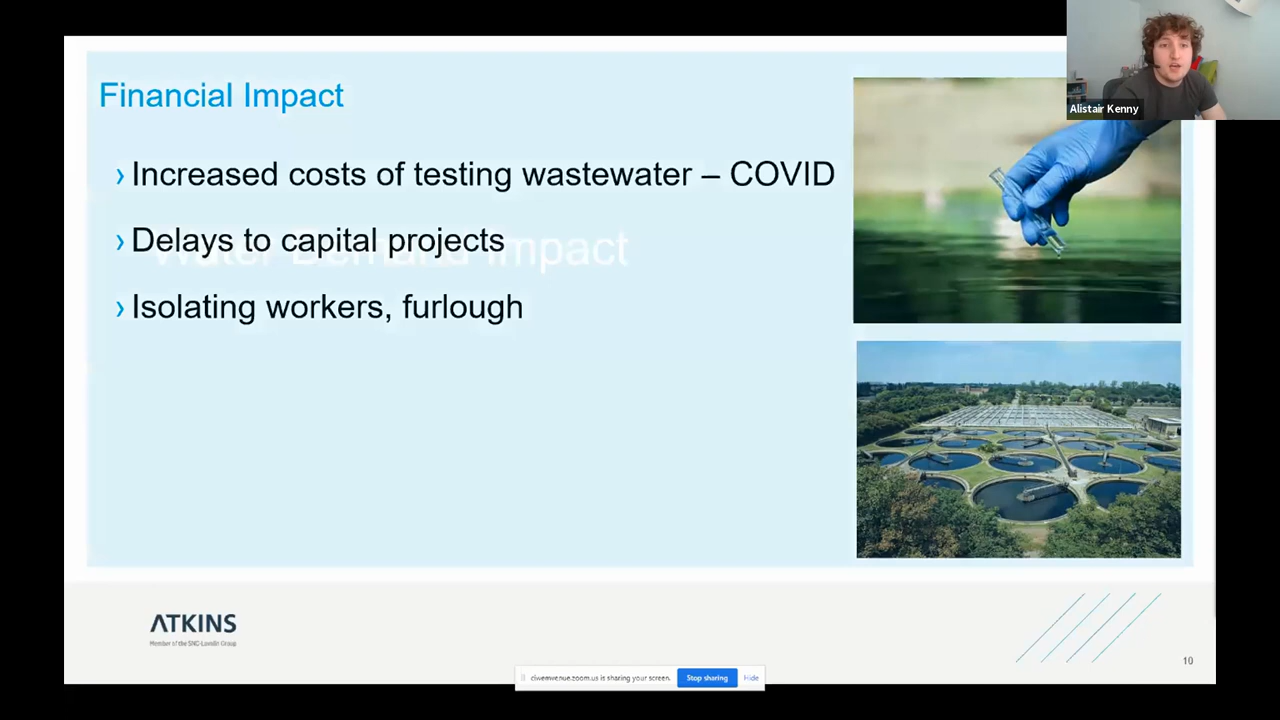 Alistair Kenny
Financial Impact
› Increased costs of testing wastewater – COVID
› Delays to capital projects
Water Demand Impact
› Isolating workers, furlough
ATKINS
Member of the SNC-Lavalin Group
10
ciwemvenue.zoom.us is sharing your screen.
Stop sharing
Hide